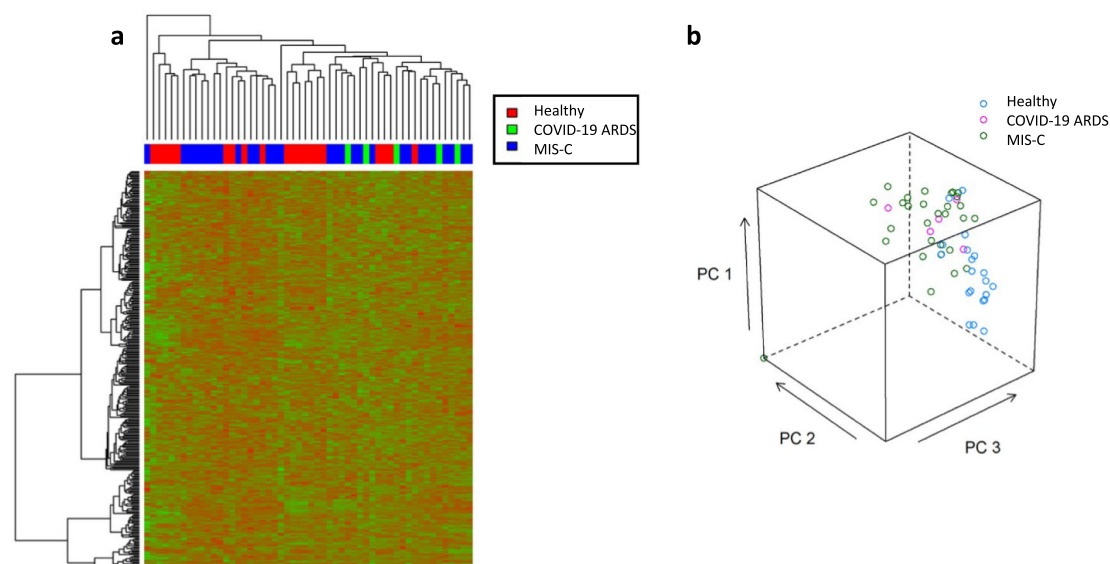 a
Healthy
COVID-19 ARDS
MIS-C
b
Healthy
COVID-19 ARDS
MIS-C
PC 1
PC 2
PC 3